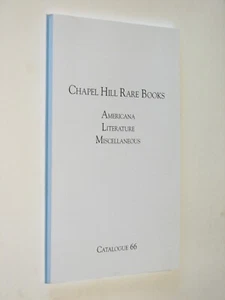 CHAPEL HILL RARE BOOKS
AMERICANA
LITERATURE
MISCELLANEOUS
CATALOGUE 66